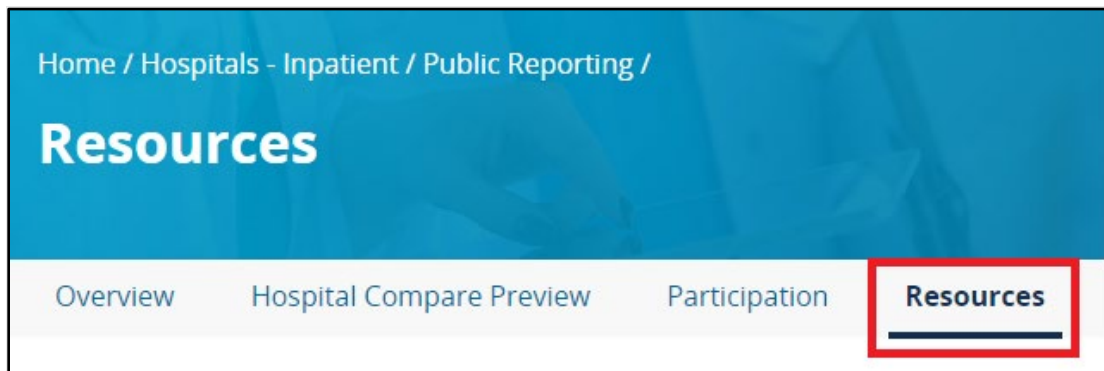 Home / Hospitals - Inpatient / Public Reporting /
Resources
Overview Hospital Compare Preview Participation Resources